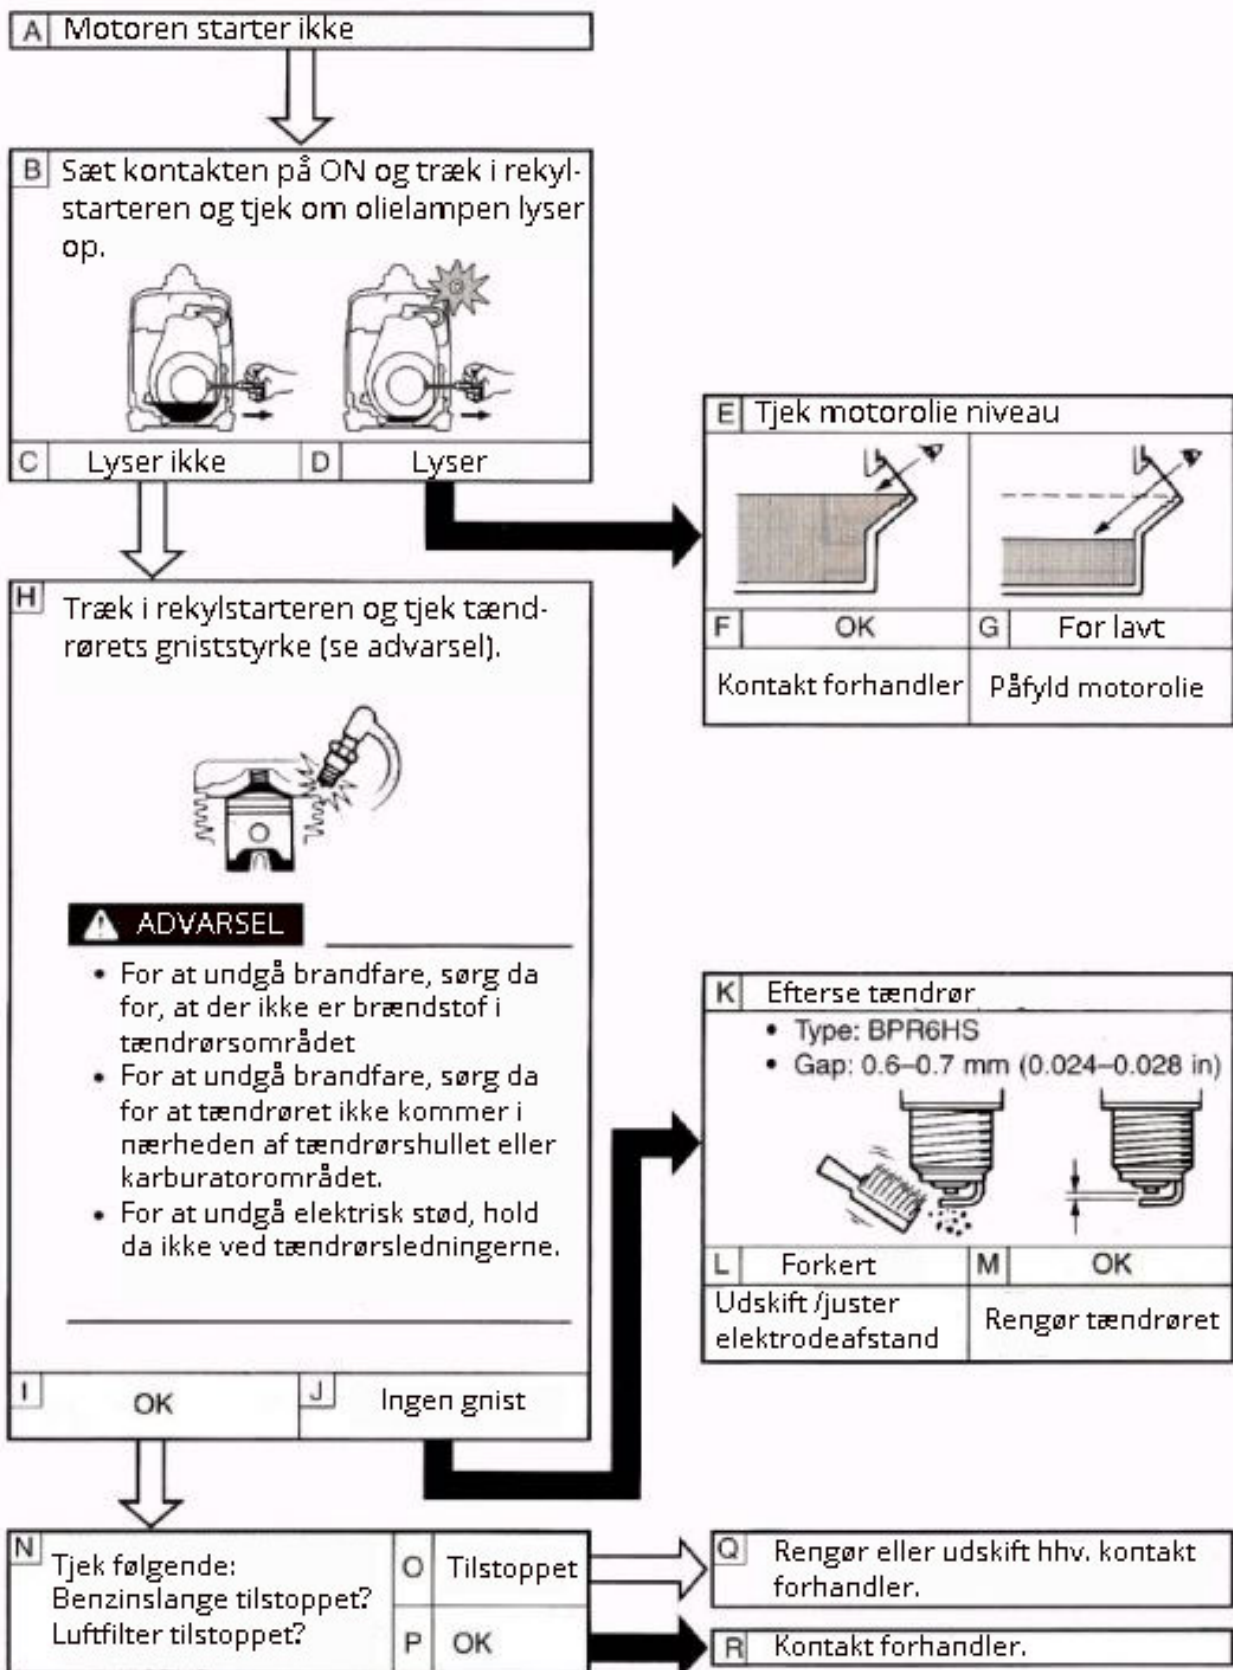 A Motoren starter ikke
B Sæt kontakten på ON og træk i rekyl-
starteren og tjek om olielampen lyser
op.
C Lyser ikke D Lyser
E Tjek motorolie niveau
F OK G For lavt
Kontakt forhandler Påfyld motorolie
H Træk i rekylstarteren og tjek tænd-
rørets gniststyrke (se advarsel).
ADVARSEL
• For at undgå brandfare, sørg da
for, at der ikke er brændstof i
tændrørsområdet
• For at undgå brandfare, sørg da
for at tændrøret ikke kommer i
nærheden af tændrørshullet eller
karburatorområdet.
• For at undgå elektrisk stød, hold
da ikke ved tændrørsledningerne.
I OK J Ingen gnist
K Efterse tændrør
• Type: BPR6HS
• Gap: 0.6–0.7 mm (0.024–0.028 in)
L Forkert M OK
Udskift /juster
elektrodeafstand
Rengør tændrøret
N Tjek følgende:
Benzinslange tilstoppet?
Luftfilter tilstoppet?
O Tilstoppet
P OK
Q Rengør eller udskift hhv. kontakt
forhandler.
R Kontakt forhandler.